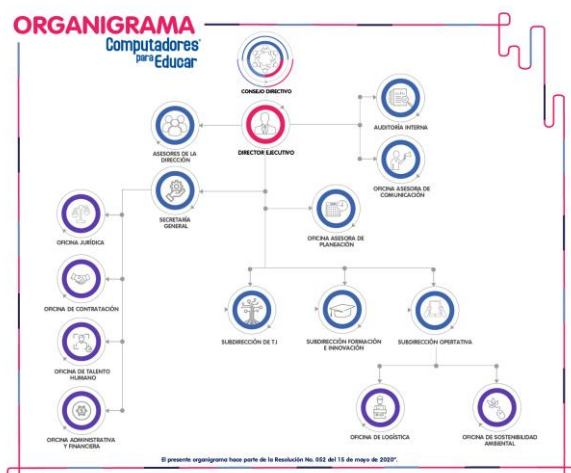 ORGANIGRAMA
Computadores
para Educar
CONSEJO DIRECTIVO
ASESORES DE LA
DIRECCIÓN
DIRECTOR EJECUTIVO
AUDITORÍA INTERNA
OFICINA ASESORA DE
COMUNICACIÓN
SECRETARÍA
GENERAL
OFICINA ASESORA DE
PLANEACIÓN
OFICINA JURÍDICA
OFICINA DE CONTRATACIÓN
OFICINA DE TALENTO
HUMANO
OFICINA ADMINISTRATIVA
Y FINANCIERA
SUBDIRECCIÓN DE T.I
SUBDIRECCIÓN FORMACIÓN
E INNOVACIÓN
SUBDIRECCIÓN OPERTATIVA
OFICINA DE LOGÍSTICA
OFICINA DE SOSTENIBILIDAD
AMBIENTAL
El presente organigrama hace parte de la Resolución No. 052 del 15 de mayo de 2020".